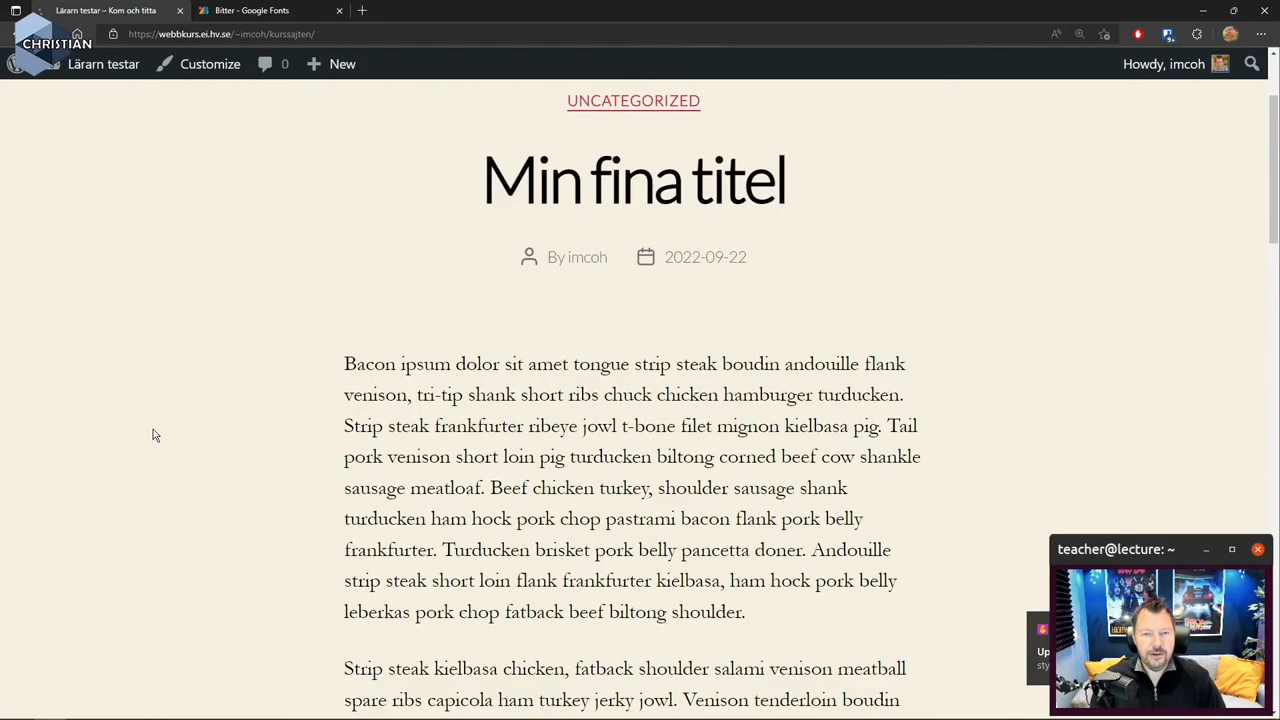 Lärarn testar – Kom och titta
Bitter - Google Fonts
https://webbkurs.ei.hv.se/~imcoh/kurssajten/
CHRISTIAN
Lärarn testar
Customize
0
New
Howdy, imcoh
UNCATEGORIZED
Min fina titel
By imcoh
2022-09-22
Bacon ipsum dolor sit amet tongue strip steak boudin andouille flank
venison, tri-tip shank short ribs chuck chicken hamburger turducken.
Strip steak frankfurter ribeye jowl t-bone filet mignon kielbasa pig. Tail
pork venison short loin pig turducken biltong corned beef cow shankle
sausage meatloaf. Beef chicken turkey, shoulder sausage shank
turducken ham hock pork chop pastrami bacon flank pork belly
frankfurter. Turducken brisket pork belly pancetta doner. Andouille
strip steak short loin flank frankfurter kielbasa, ham hock pork belly
leberkas pork chop fatback beef biltong shoulder.
Strip steak kielbasa chicken, fatback shoulder salami venison meatball
spare ribs capicola ham turkey jerky jowl. Venison tenderloin boudin
teacher@lecture: ~
Up
sty